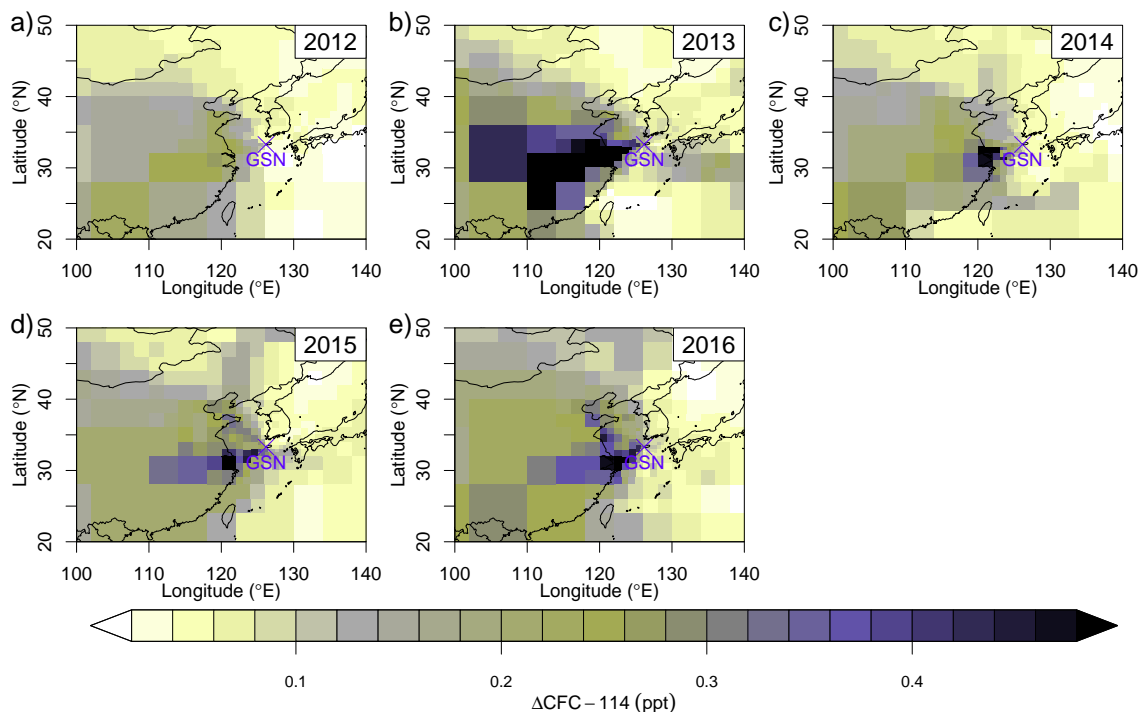 a) 2012
50
40
30
20
Latitude (°N)
GSN
100 110 120 130 140
Longitude (°E)
b) 2013
50
40
30
20
Latitude (°N)
GSN
100 110 120 130 140
Longitude (°E)
c) 2014
50
40
30
20
Latitude (°N)
GSN
100 110 120 130 140
Longitude (°E)
d) 2015
50
40
30
20
Latitude (°N)
GSN
100 110 120 130 140
Longitude (°E)
e) 2016
50
40
30
20
Latitude (°N)
GSN
100 110 120 130 140
Longitude (°E)
0.1 0.2 0.3 0.4
ΔCFC − 114 (ppt)